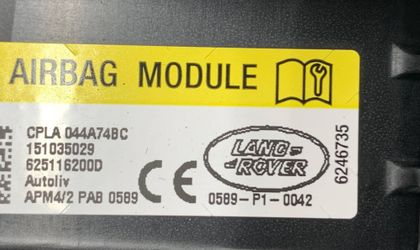 AIRBAG MODULE
CPLA 044A74BC
151035029
625116200D
Autoliv
APM4/2 PAB 0589
CE
LAND-
-ROVER
0589-P1-0042
6246735